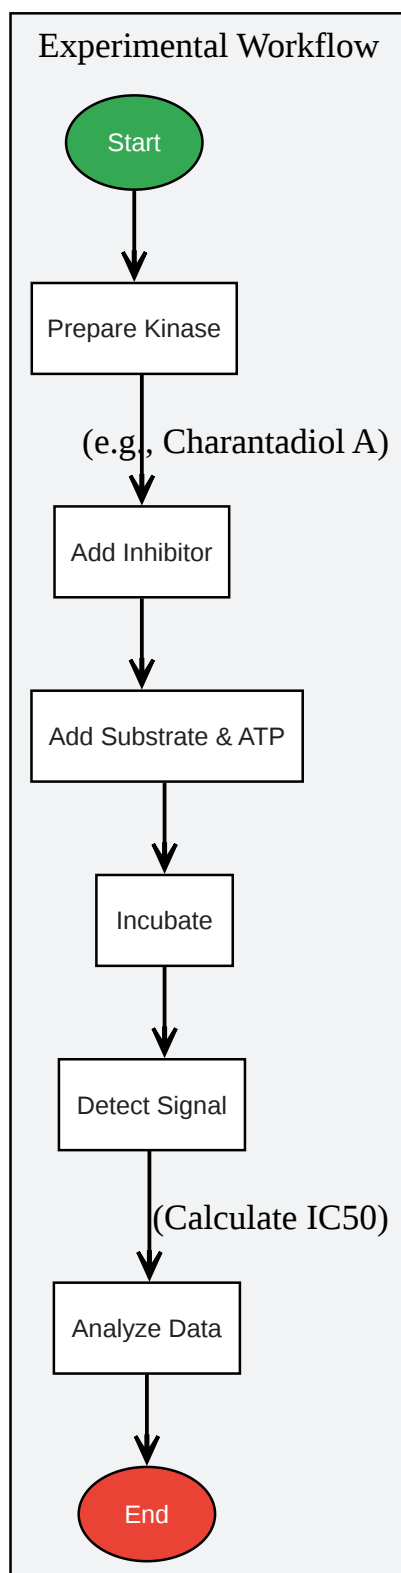 Experimental Workflow
Start
Prepare Kinase
(e.g., Charantadiol A)
Add Inhibitor
Add Substrate & ATP
Incubate
Detect Signal
(Calculate IC50)
Analyze Data
End